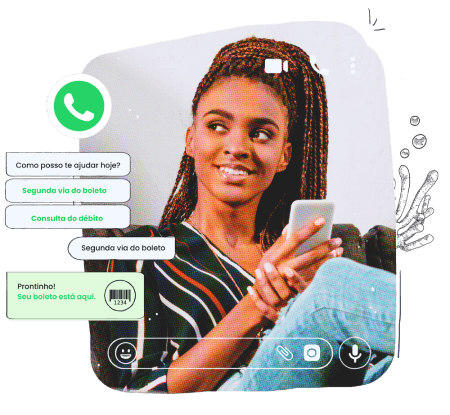 Como posso te ajudar hoje?
Segunda via do boleto
Consulta do débito
Segunda via do boleto
Prontinho!
Seu boleto está aqui.
1234